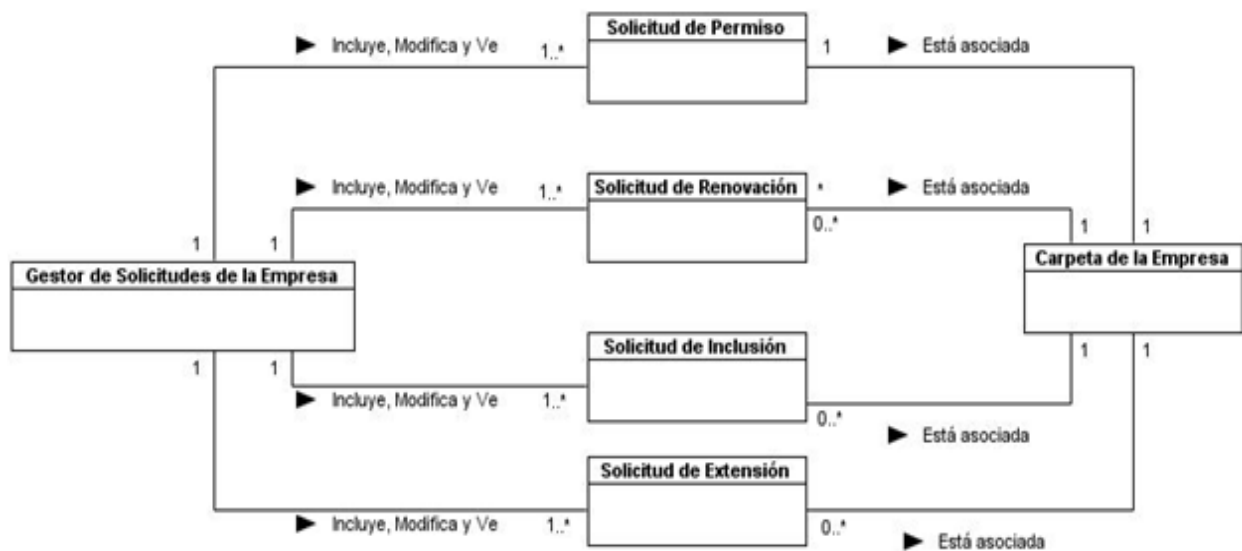 Solicitud de Permiso
Incluye, Modifica y Ve
1..*
1
Está asociada
Solicitud de Renovación
Incluye, Modifica y Ve
1..*
*
0..*
Está asociada
1
1
1
1
Gestor de Solicitudes de la Empresa
Carpeta de la Empresa
Solicitud de Inclusión
1
1
1
1
Incluye, Modifica y Ve
1..*
0..*
Está asociada
Solicitud de Extensión
Incluye, Modifica y Ve
1..*
0..*
Está asociada